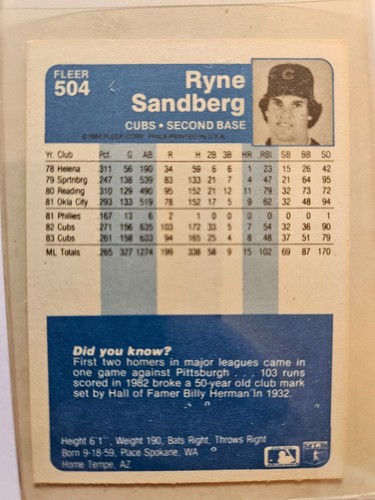 FLEER
504
Ryne
Sandberg
CUBS • SECOND BASE
© 1984 FLEER CORP. PHILA. PRINTED IN U.S.A.
Yr. Club Pct. G AB R H 2B 3B HR RBI SB BB SO
78 Helena 311 56 190 34 59 6 6 1 23 15 26 42
79 Sprtnbrg 247 138 539 83 133 21 7 4 47 21 64 95
80 Reading 310 129 490 95 152 21 12 11 79 32 73 72
81 Okla City 293 133 519 78 152 17 5 9 62 32 48 94
81 Phillies 167 13 6 2 1 0 0 0 0 0 0 1
82 Cubs 271 156 635 103 172 33 5 7 54 32 36 90
83 Cubs 261 158 633 94 165 25 4 8 48 37 51 79
ML Totals 265 327 1274 199 338 58 9 15 102 69 87 170
Did you know?
First two homers in major leagues came in
one game against Pittsburgh . . . 103 runs
scored in 1982 broke a 50-year old club mark
set by Hall of Famer Billy Herman in 1932.
Height 6'1", Weight 190, Bats Right, Throws Right
Born 9-18-59, Place Spokane, WA
Home Tempe, AZ